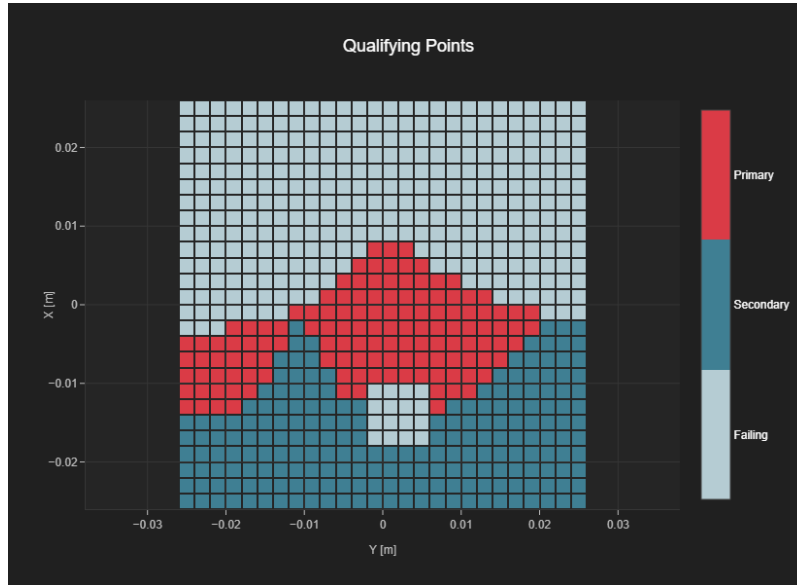 Qualifying Points
0.02
0.01
0
−0.01
−0.02
X [m]
−0.03
−0.02
−0.01
0
0.01
0.02
0.03
Y [m]
Primary
Secondary
Failing